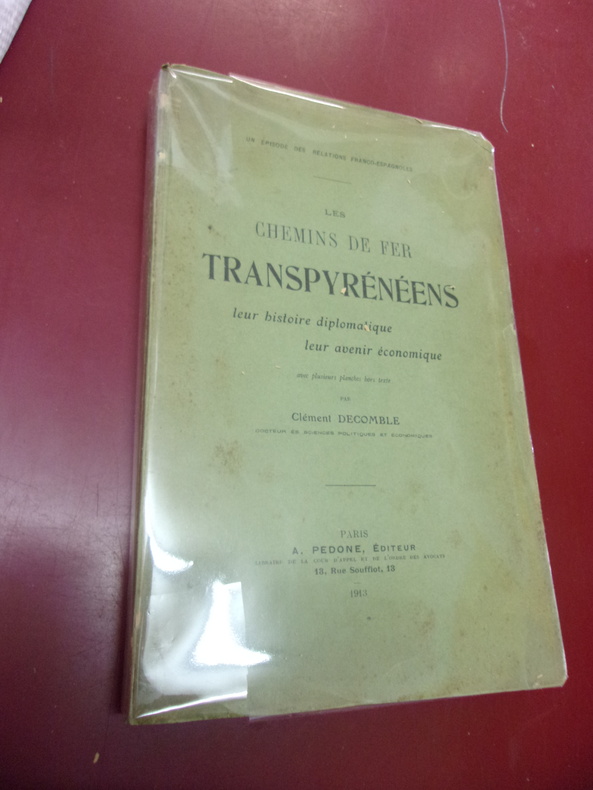 UN ÉPISODE DES RELATIONS FRANCO-ESPAGNOLES
LES
CHEMINS DE FER
TRANSPYRÉNÉENS
leur histoire diplomatique
leur avenir économique
avec plusieurs planches hors texte
PAR
Clément DECOMBLE
DOCTEUR ÈS SCIENCES POLITIQUES ET ÉCONOMIQUES
PARIS
A. PEDONE, ÉDITEUR
LIBRAIRE DE LA COUR D'APPEL ET DE L'ORDRE DES AVOCATS
13, Rue Soufflot, 13
1913